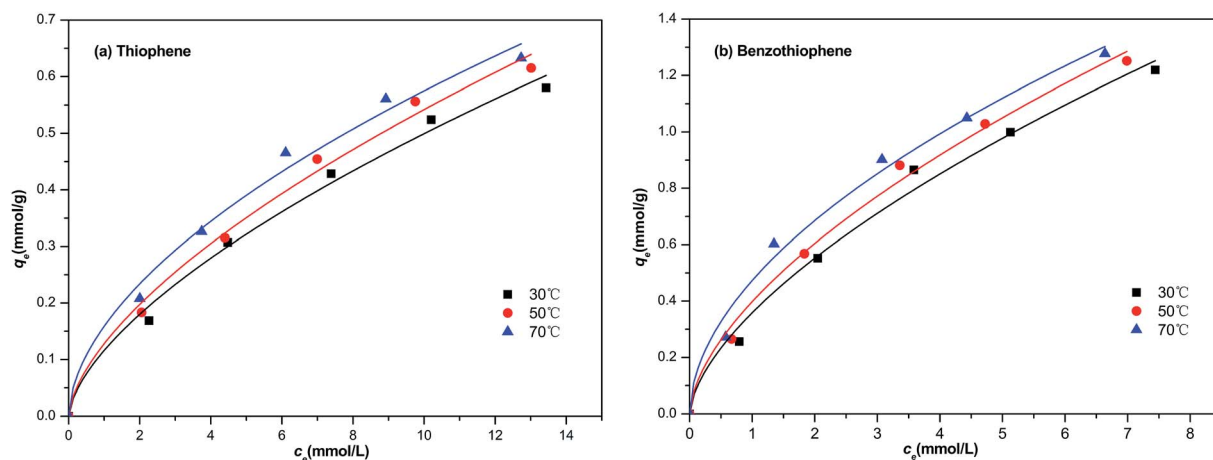 (a) Thiophene
0.7
0.6
0.5
0.4
0.3
0.2
0.1
0.0
qe(mmol/g)
30℃
50℃
70℃
0 2 4 6 8 10 12 14
ce(mmol/L)
(b) Benzothiophene
1.4
1.2
1.0
0.8
0.6
0.4
0.2
0.0
qe(mmol/g)
30℃
50℃
70℃
0 1 2 3 4 5 6 7 8
ce(mmol/L)